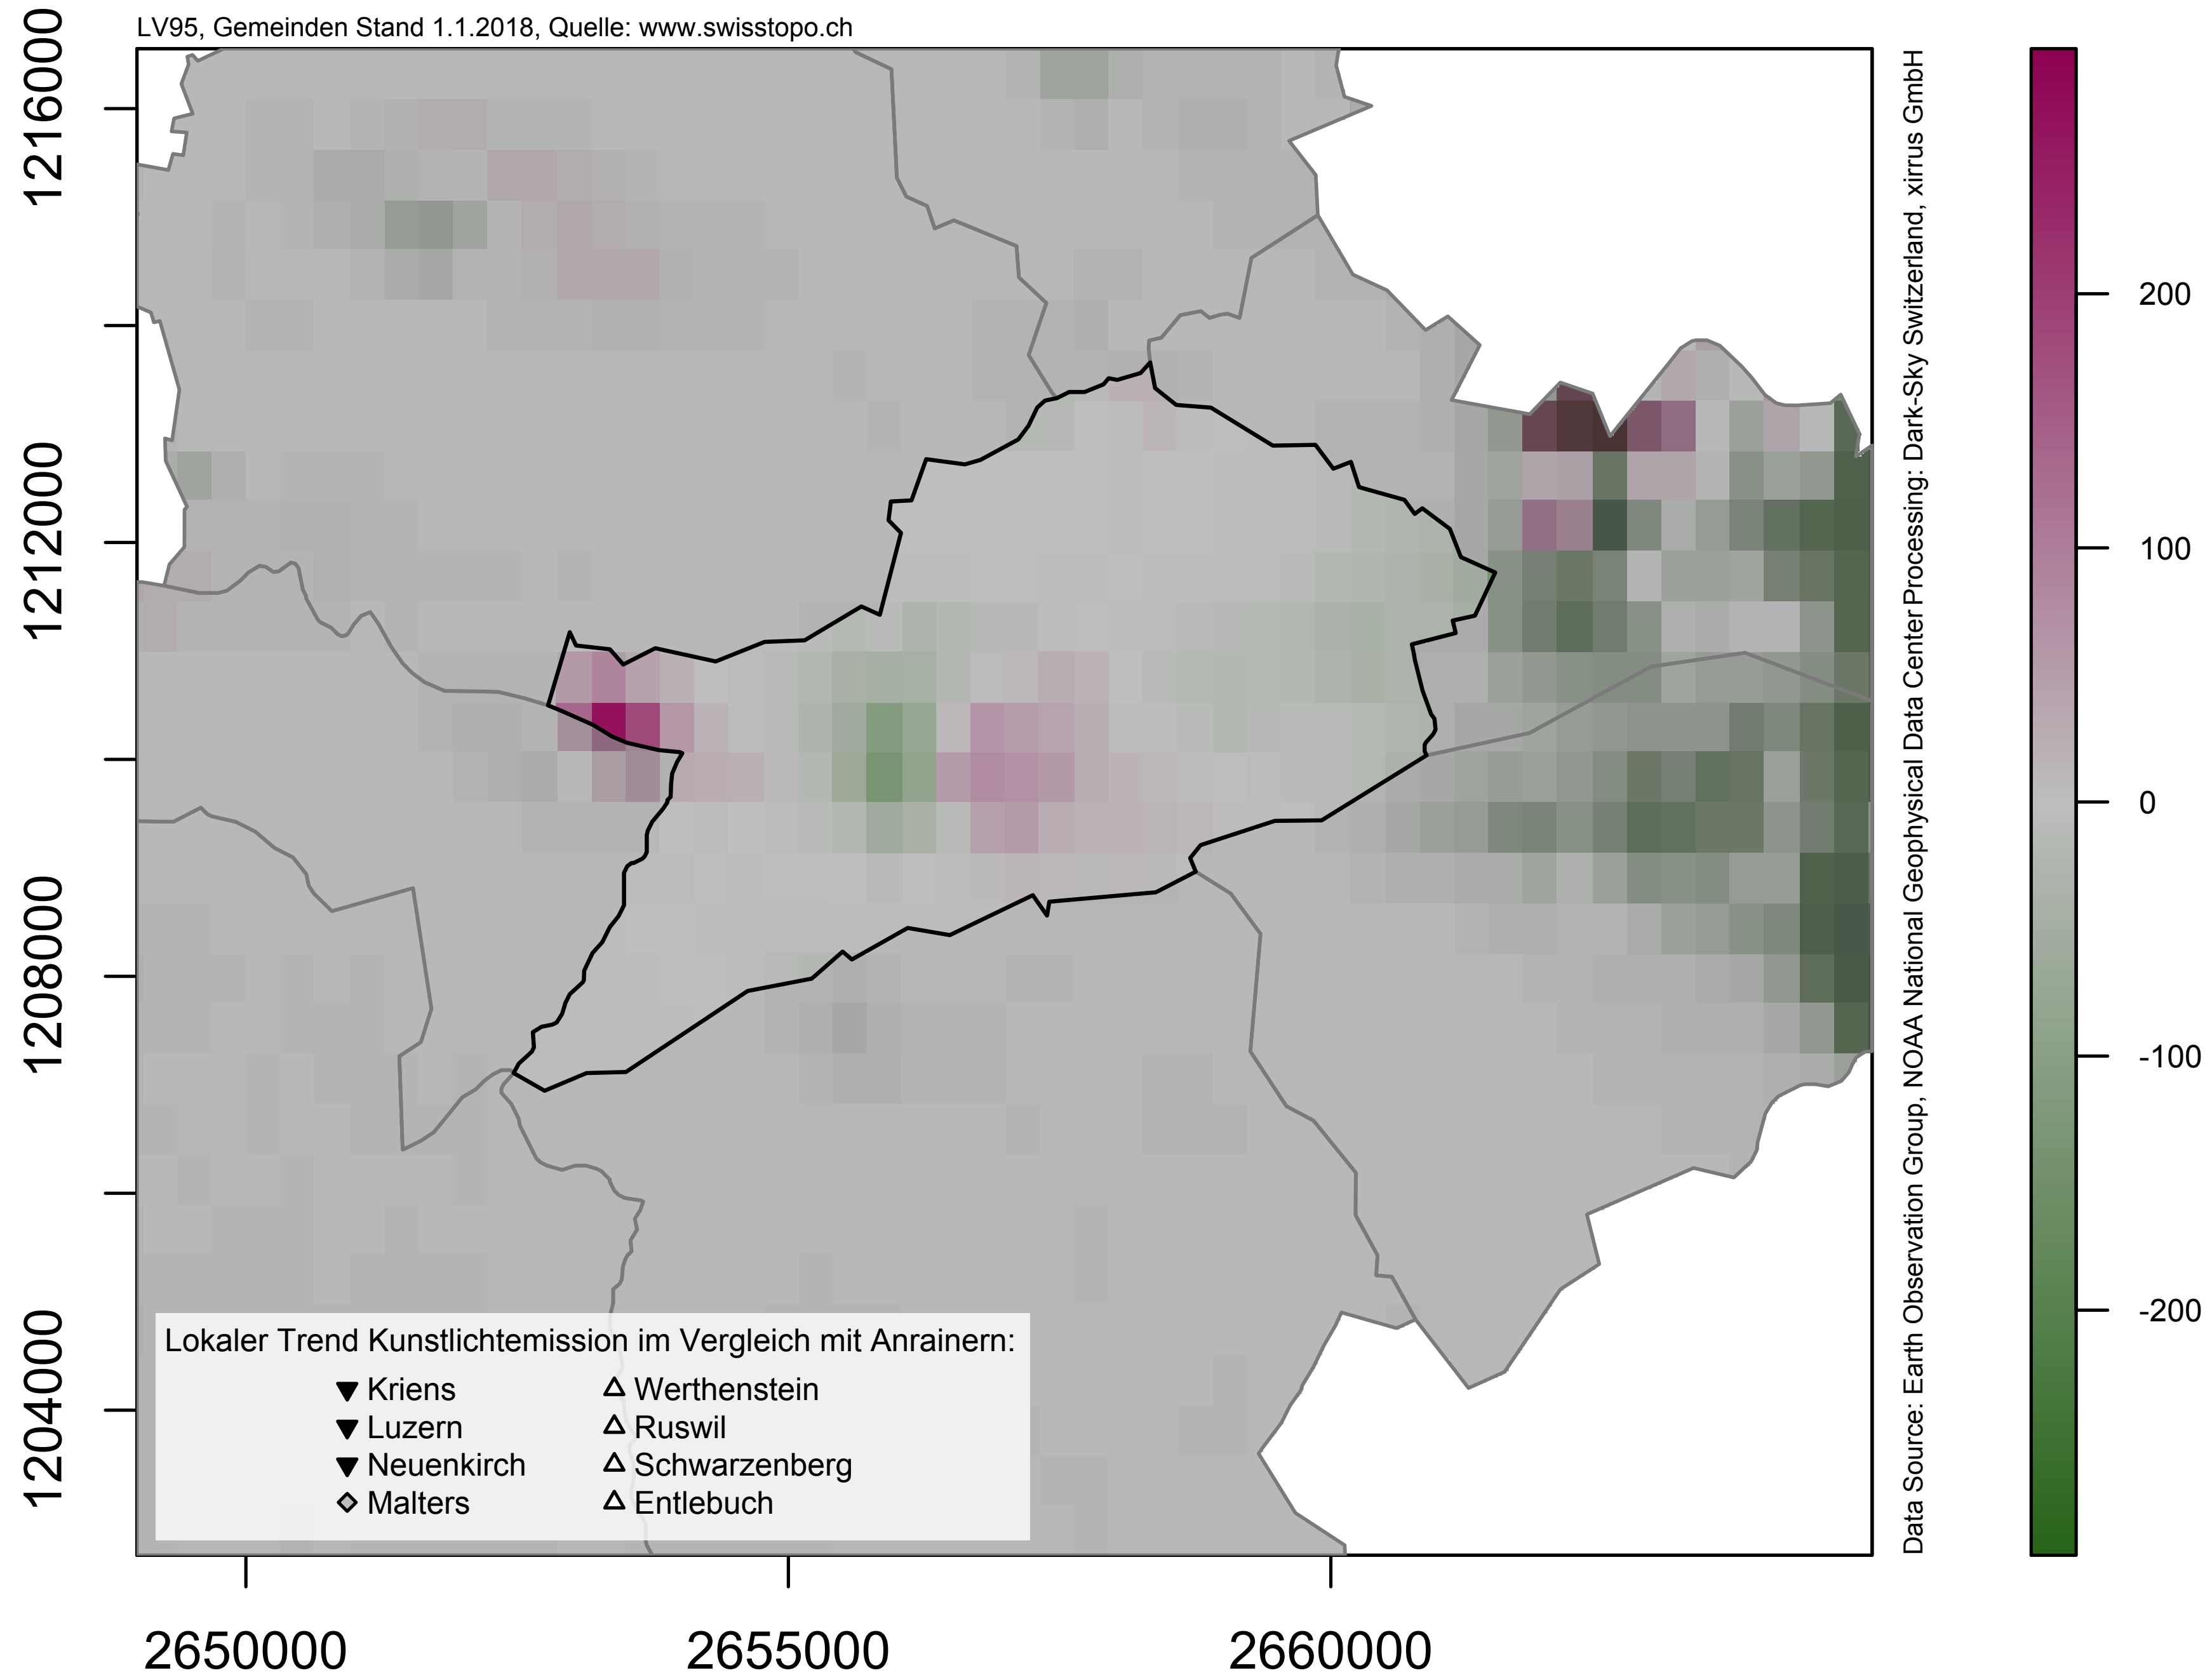 LV95, Gemeinden Stand 1.1.2018, Quelle: www.swisstopo.ch
1216000
1212000
1208000
1204000
Lokaler Trend Kunstlichtemission im Vergleich mit Anrainern:
Kriens
Luzern
Neuenkirch
Malters
Werthenstein
Ruswil
Schwarzenberg
Entlebuch
2650000
2655000
2660000
Data Source: Earth Observation Group, NOAA National Geophysical Data Center Processing: Dark-Sky Switzerland, xirrus GmbH
200
100
0
-100
-200